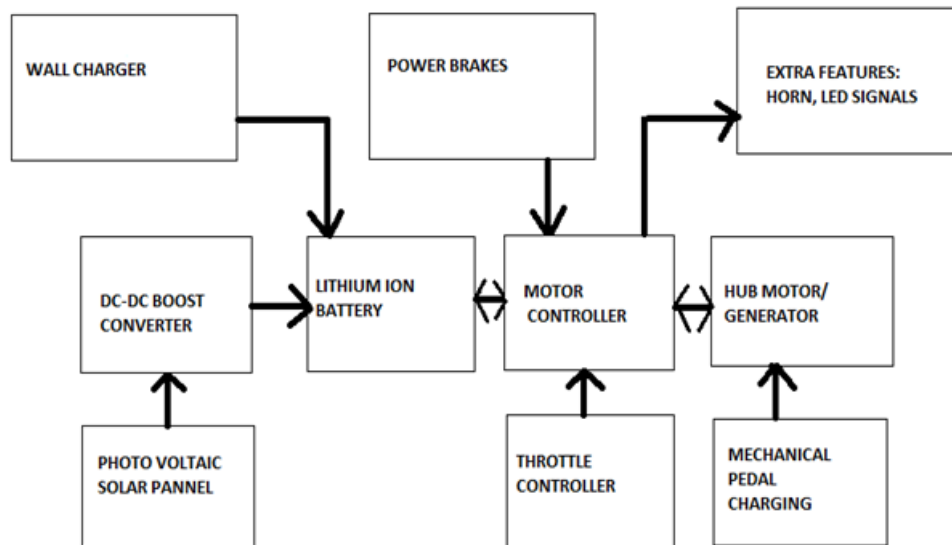 WALL CHARGER
POWER BRAKES
EXTRA FEATURES:
HORN, LED SIGNALS
DC-DC BOOST
CONVERTER
LITHIUM ION
BATTERY
MOTOR
CONTROLLER
HUB MOTOR/
GENERATOR
PHOTO VOLTAIC
SOLAR PANNEL
THROTTLE
CONTROLLER
MECHANICAL
PEDAL
CHARGING